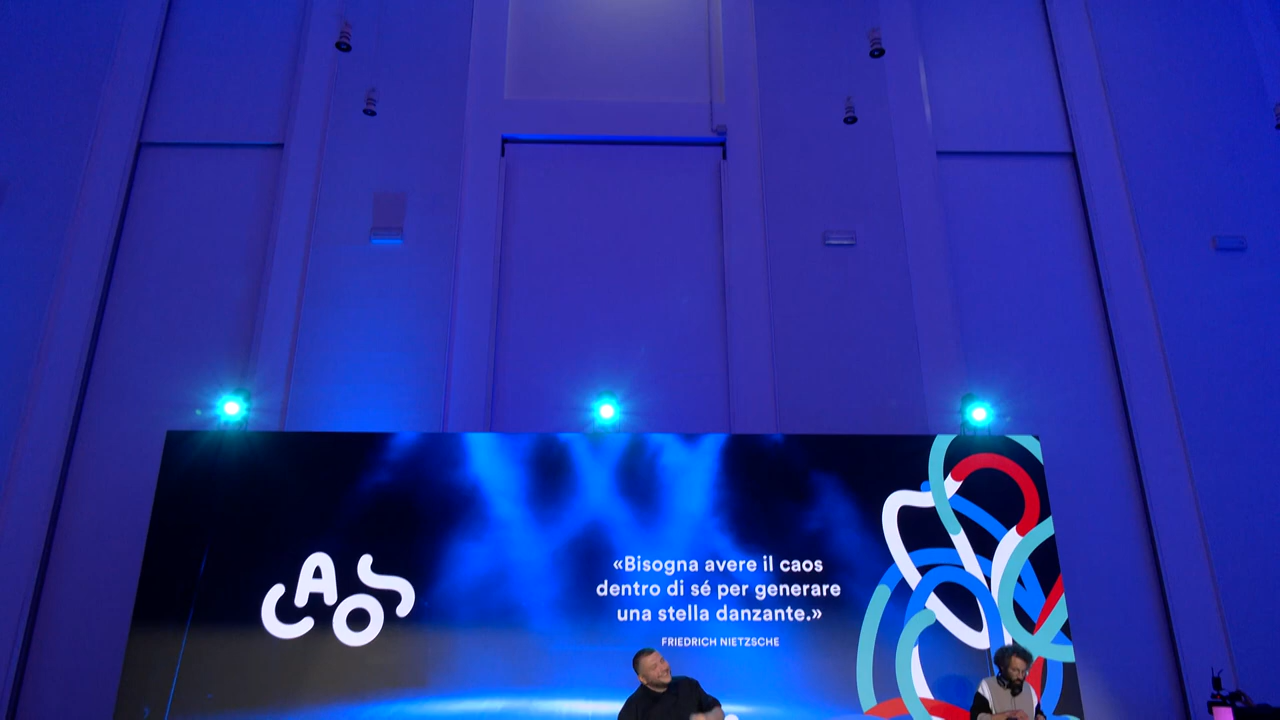 CAOS
«Bisogna avere il caos
dentro di sé per generare
una stella danzante.»
FRIEDRICH NIETZSCHE